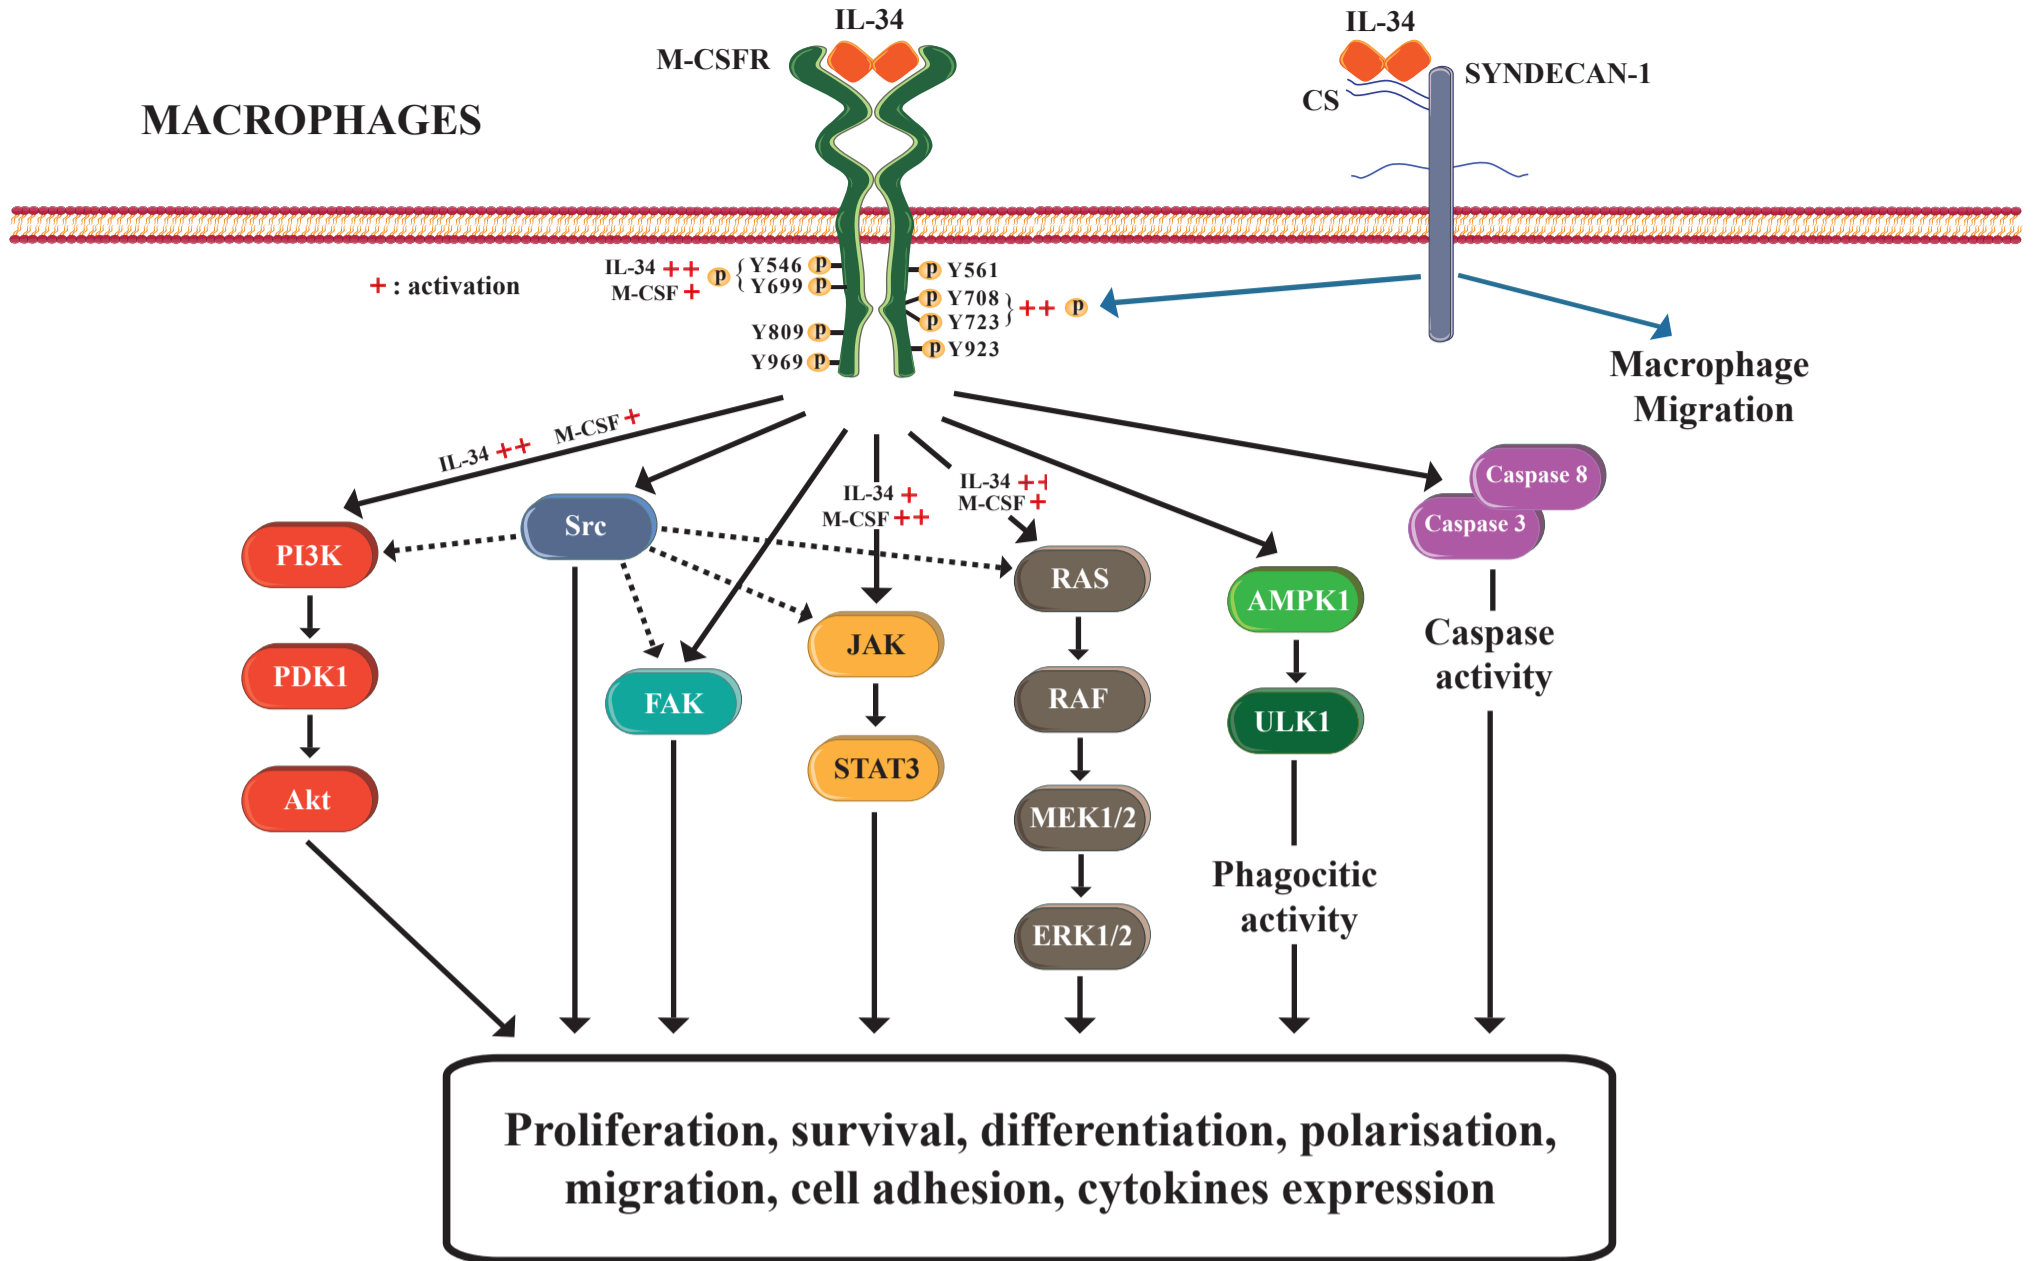 IL-34
M-CSFR
IL-34
SYNDECAN-1
CS
MACROPHAGES
+ : activation
IL-34 ++
M-CSF +
p
Y546 p
Y699 p
Y809 p
Y969 p
p Y561
p Y708
p Y723
++ p
p Y923
Macrophage
Migration
IL-34 ++ M-CSF +
IL-34 +
M-CSF ++
IL-34 ++
M-CSF +
Caspase 8
Caspase 3
Src
PI3K
RAS
AMPK1
Caspase
activity
JAK
PDK1
FAK
RAF
ULK1
STAT3
Akt
MEK1/2
Phagocitic
activity
ERK1/2
Proliferation, survival, differentiation, polarisation,
migration, cell adhesion, cytokines expression